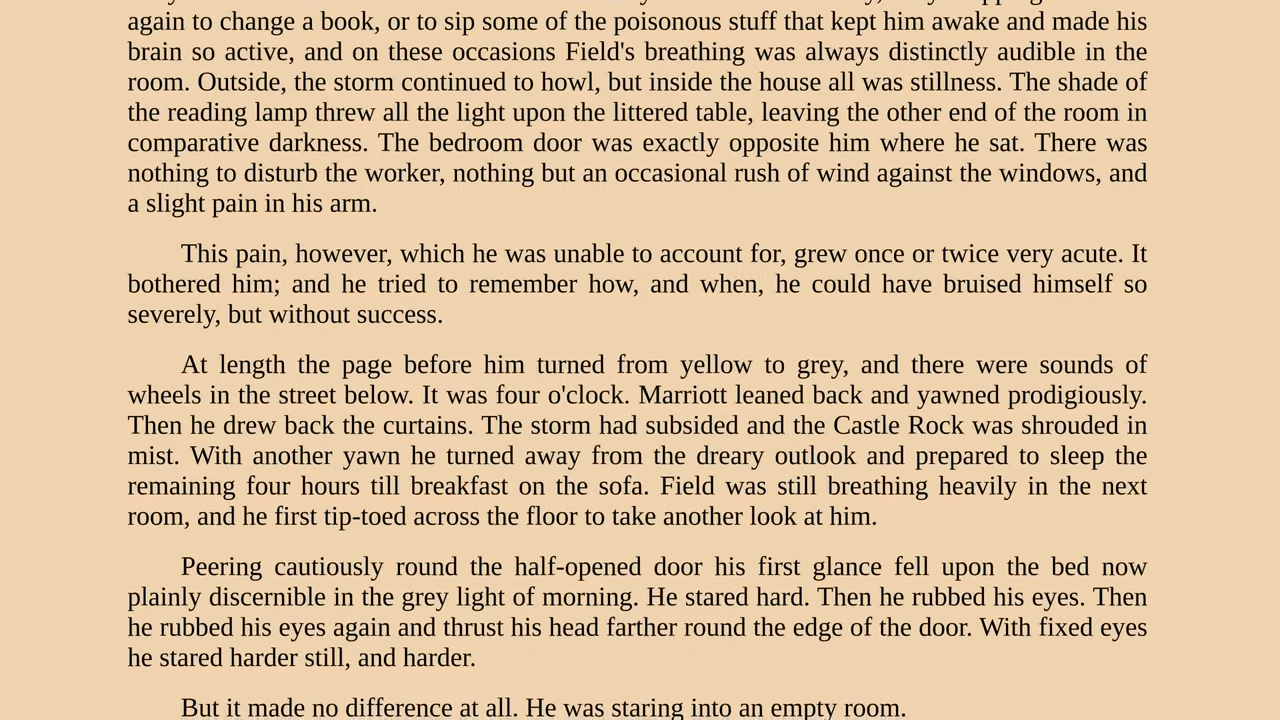 again to change a book, or to sip some of the poisonous stuff that kept him awake and made his
brain so active, and on these occasions Field's breathing was always distinctly audible in the
room. Outside, the storm continued to howl, but inside the house all was stillness. The shade of
the reading lamp threw all the light upon the littered table, leaving the other end of the room in
comparative darkness. The bedroom door was exactly opposite him where he sat. There was
nothing to disturb the worker, nothing but an occasional rush of wind against the windows, and
a slight pain in his arm.
This pain, however, which he was unable to account for, grew once or twice very acute. It
bothered him; and he tried to remember how, and when, he could have bruised himself so
severely, but without success.
At length the page before him turned from yellow to grey, and there were sounds of
wheels in the street below. It was four o'clock. Marriott leaned back and yawned prodigiously.
Then he drew back the curtains. The storm had subsided and the Castle Rock was shrouded in
mist. With another yawn he turned away from the dreary outlook and prepared to sleep the
remaining four hours till breakfast on the sofa. Field was still breathing heavily in the next
room, and he first tip-toed across the floor to take another look at him.
Peering cautiously round the half-opened door his first glance fell upon the bed now
plainly discernible in the grey light of morning. He stared hard. Then he rubbed his eyes. Then
he rubbed his eyes again and thrust his head farther round the edge of the door. With fixed eyes
he stared harder still, and harder.
But it made no difference at all. He was staring into an empty room.